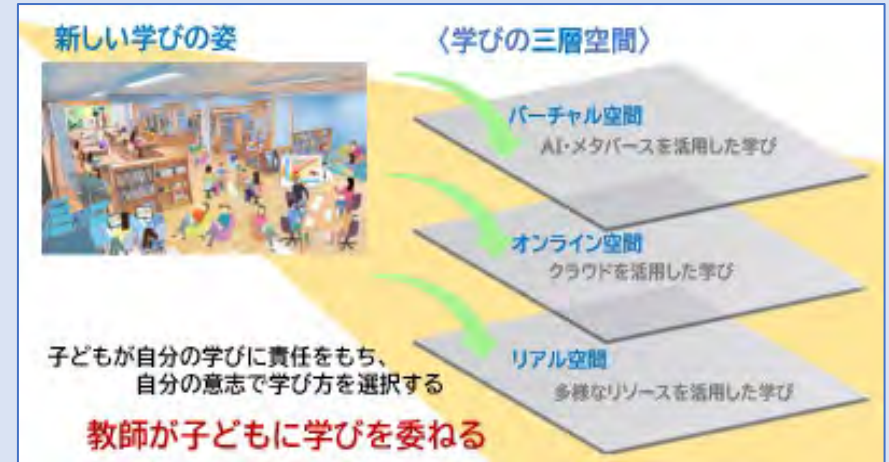 新しい学びの姿
〈学びの三層空間〉
バーチャル空間
AI・メタバースを活用した学び
オンライン空間
クラウドを活用した学び
リアル空間
多様なリソースを活用した学び
子どもが自分の学びに責任をもち、
自分の意志で学び方を選択する
教師が子どもに学びを委ねる